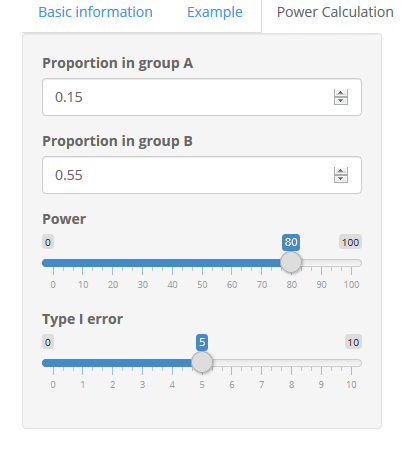 Basic information Example Power Calculation
Proportion in group A
0.15
Proportion in group B
0.55
Power
0 80 100
0 10 20 30 40 50 60 70 80 90 100
Type I error
0 5 10
0 1 2 3 4 5 6 7 8 9 10